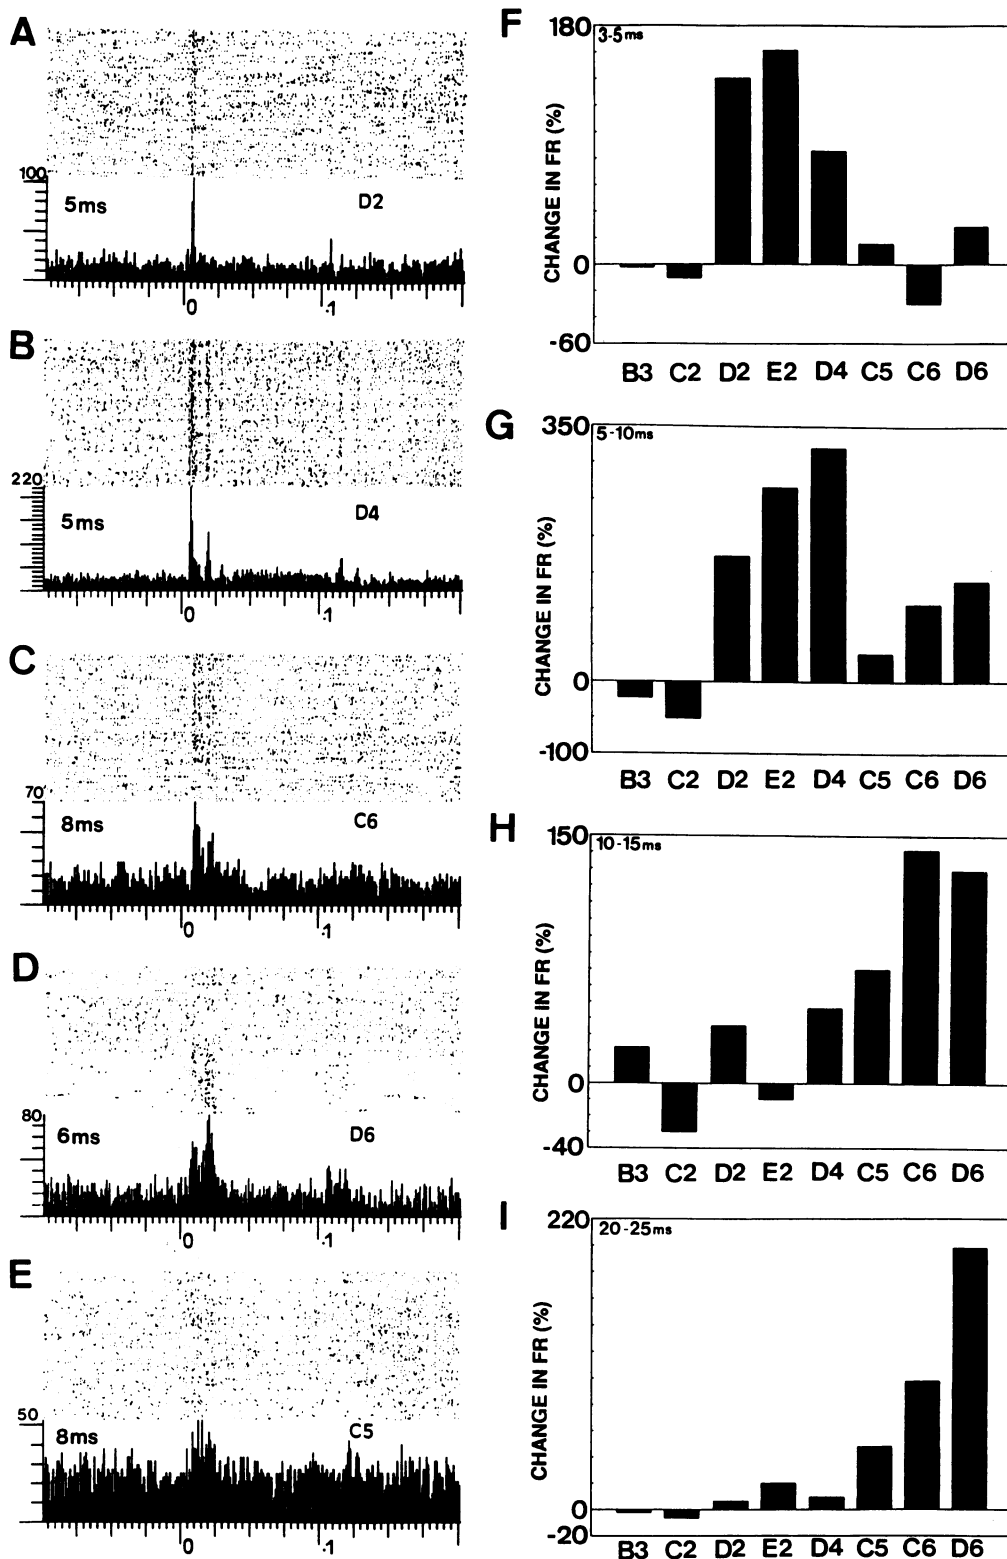 A
100
5ms
D2
0
.1
B
220
5ms
D4
0
.1
C
70
8ms
C6
0
.1
D
80
6ms
D6
0
.1
E
50
8ms
C5
0
.1
F
180
3-5ms
CHANGE IN FR (%)
0
-60
B3 C2 D2 E2 D4 C5 C6 D6
G
350
5-10ms
CHANGE IN FR (%)
0
-100
B3 C2 D2 E2 D4 C5 C6 D6
H
150
10-15ms
CHANGE IN FR (%)
0
-40
B3 C2 D2 E2 D4 C5 C6 D6
I
220
20-25ms
CHANGE IN FR (%)
0
-20
B3 C2 D2 E2 D4 C5 C6 D6